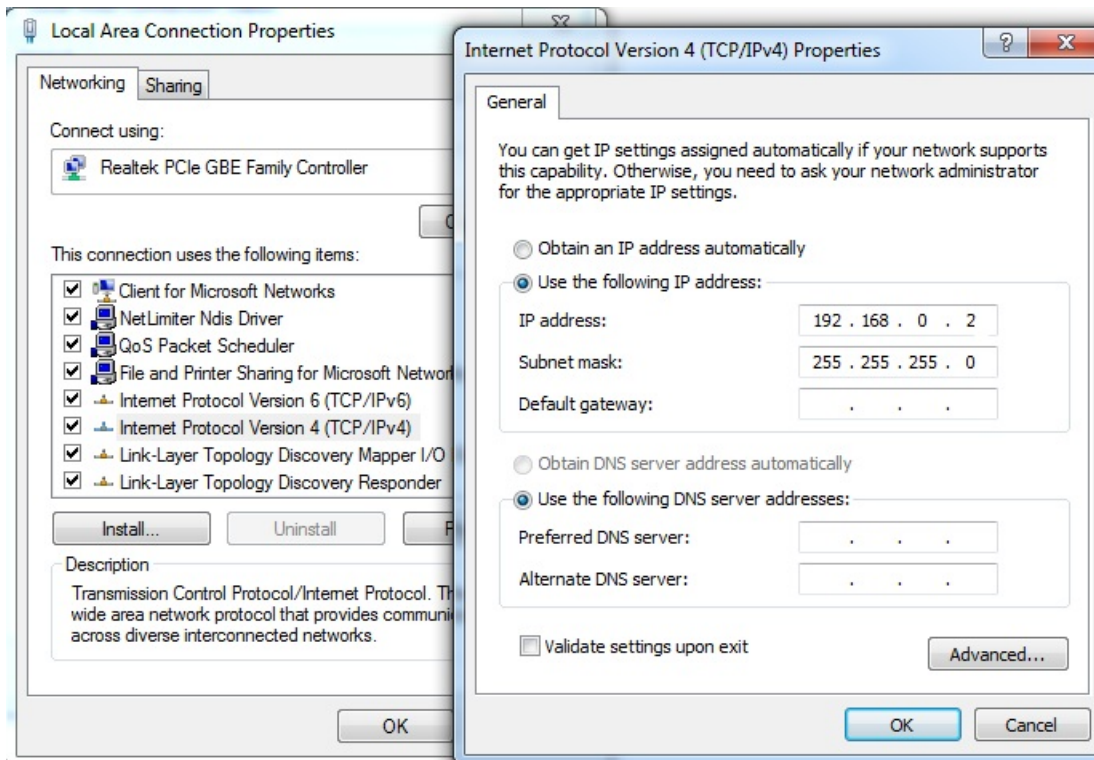 Local Area Connection Properties
Networking
Sharing
Connect using:
Realtek PCIe GBE Family Controller
This connection uses the following items:
Client for Microsoft Networks
NetLimiter Ndis Driver
QoS Packet Scheduler
File and Printer Sharing for Microsoft
Internet Protocol Version 6 (TCP/IPv6)
Internet Protocol Version 4 (TCP/IPv4)
Link-Layer Topology Discovery Mapper I/O
Link-Layer Topology Discovery Responder
Install...
Uninstall
Description
Transmission Control Protocol/Internet Protocol.
wide area network protocol that provides
across diverse interconnected networks.
OK
Internet Protocol Version 4 (TCP/IPv4) Properties
General
You can get IP settings assigned automatically if your network supports
this capability. Otherwise, you need to ask your network administrator
for the appropriate IP settings.
Obtain an IP address automatically
Use the following IP address:
IP address:
192 . 168 . 0 . 2
Subnet mask:
255 . 255 . 255 . 0
Default gateway:
. . .
Obtain DNS server address automatically
Use the following DNS server addresses:
Preferred DNS server:
. . .
Alternate DNS server:
. . .
Validate settings upon exit
Advanced...
OK
Cancel